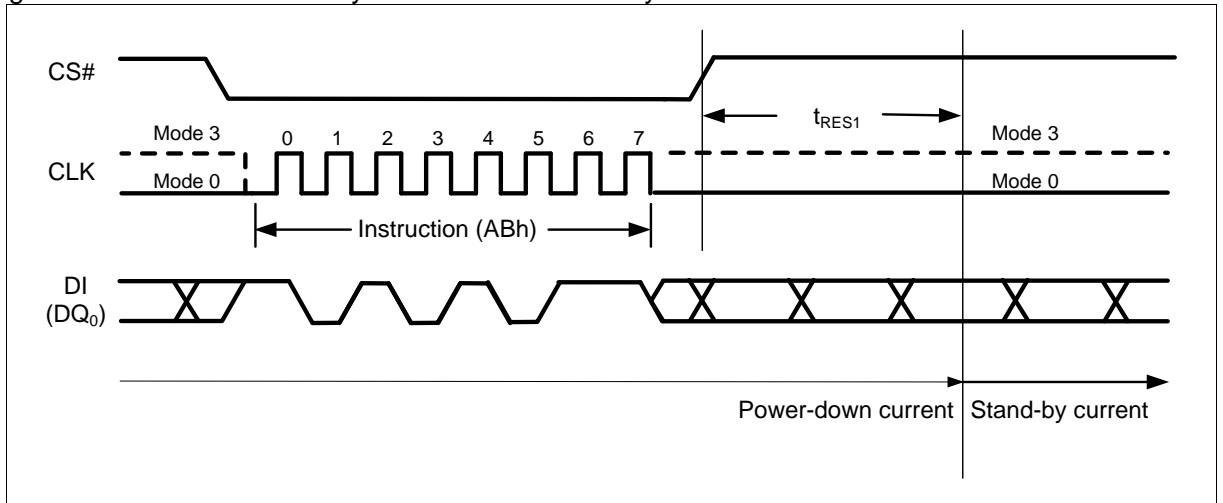 CS#
t_RES1
Mode 3
0 1 2 3 4 5 6 7
Mode 3
CLK
Mode 0
Mode 0
Instruction (ABh)
DI
(DQ₀)
Power-down current
Stand-by current